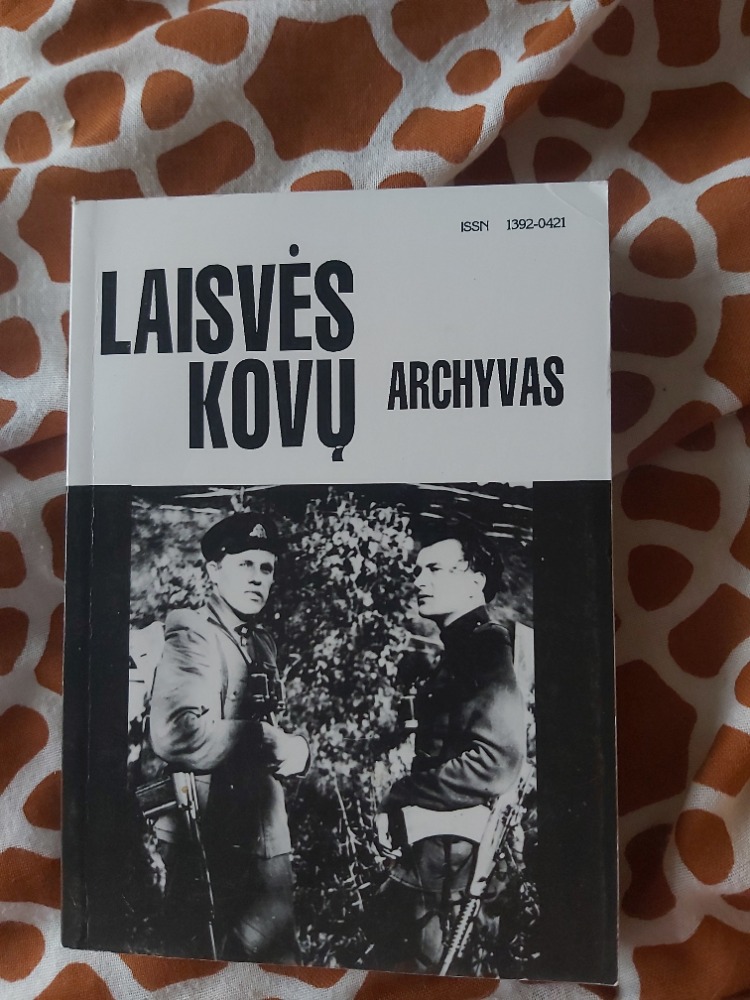 ISSN 1392-0421
LAISVĖS
KOVŲ ARCHYVAS